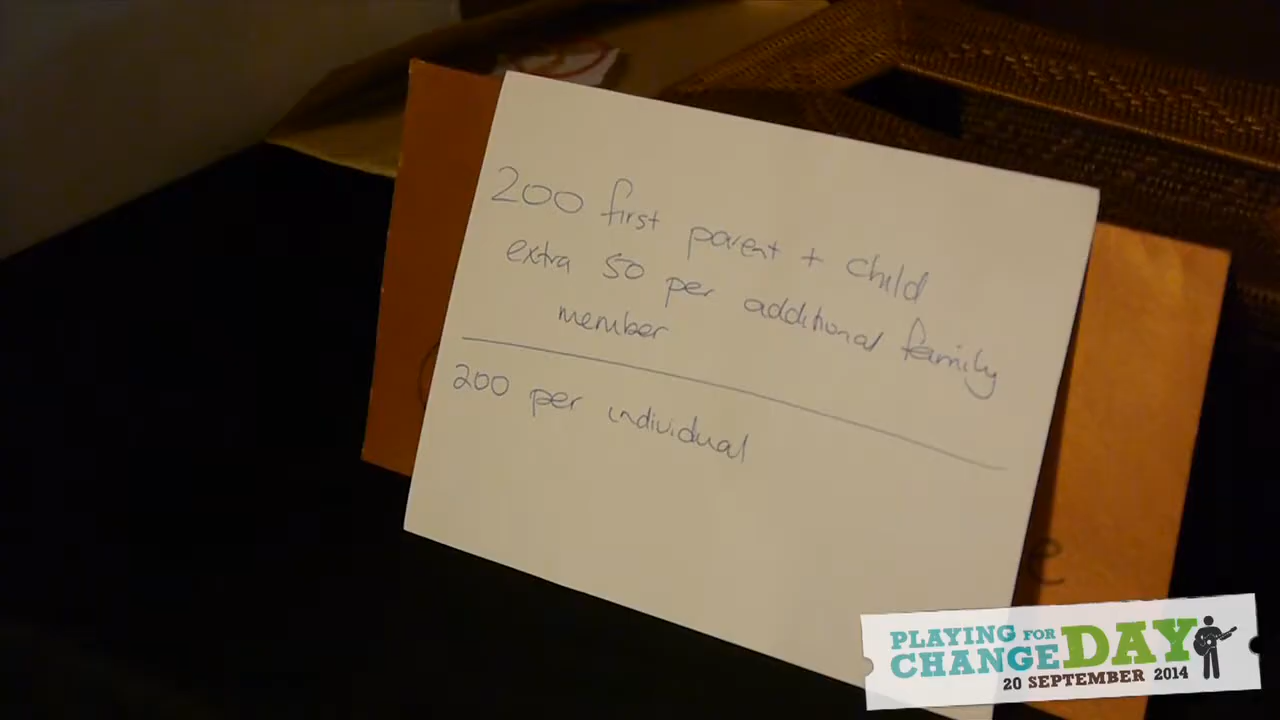 200 first parent + child
extra 50 per additional family
member
200 per individual
e
PLAYING FOR
CHANGE DAY
20 SEPTEMBER 2014